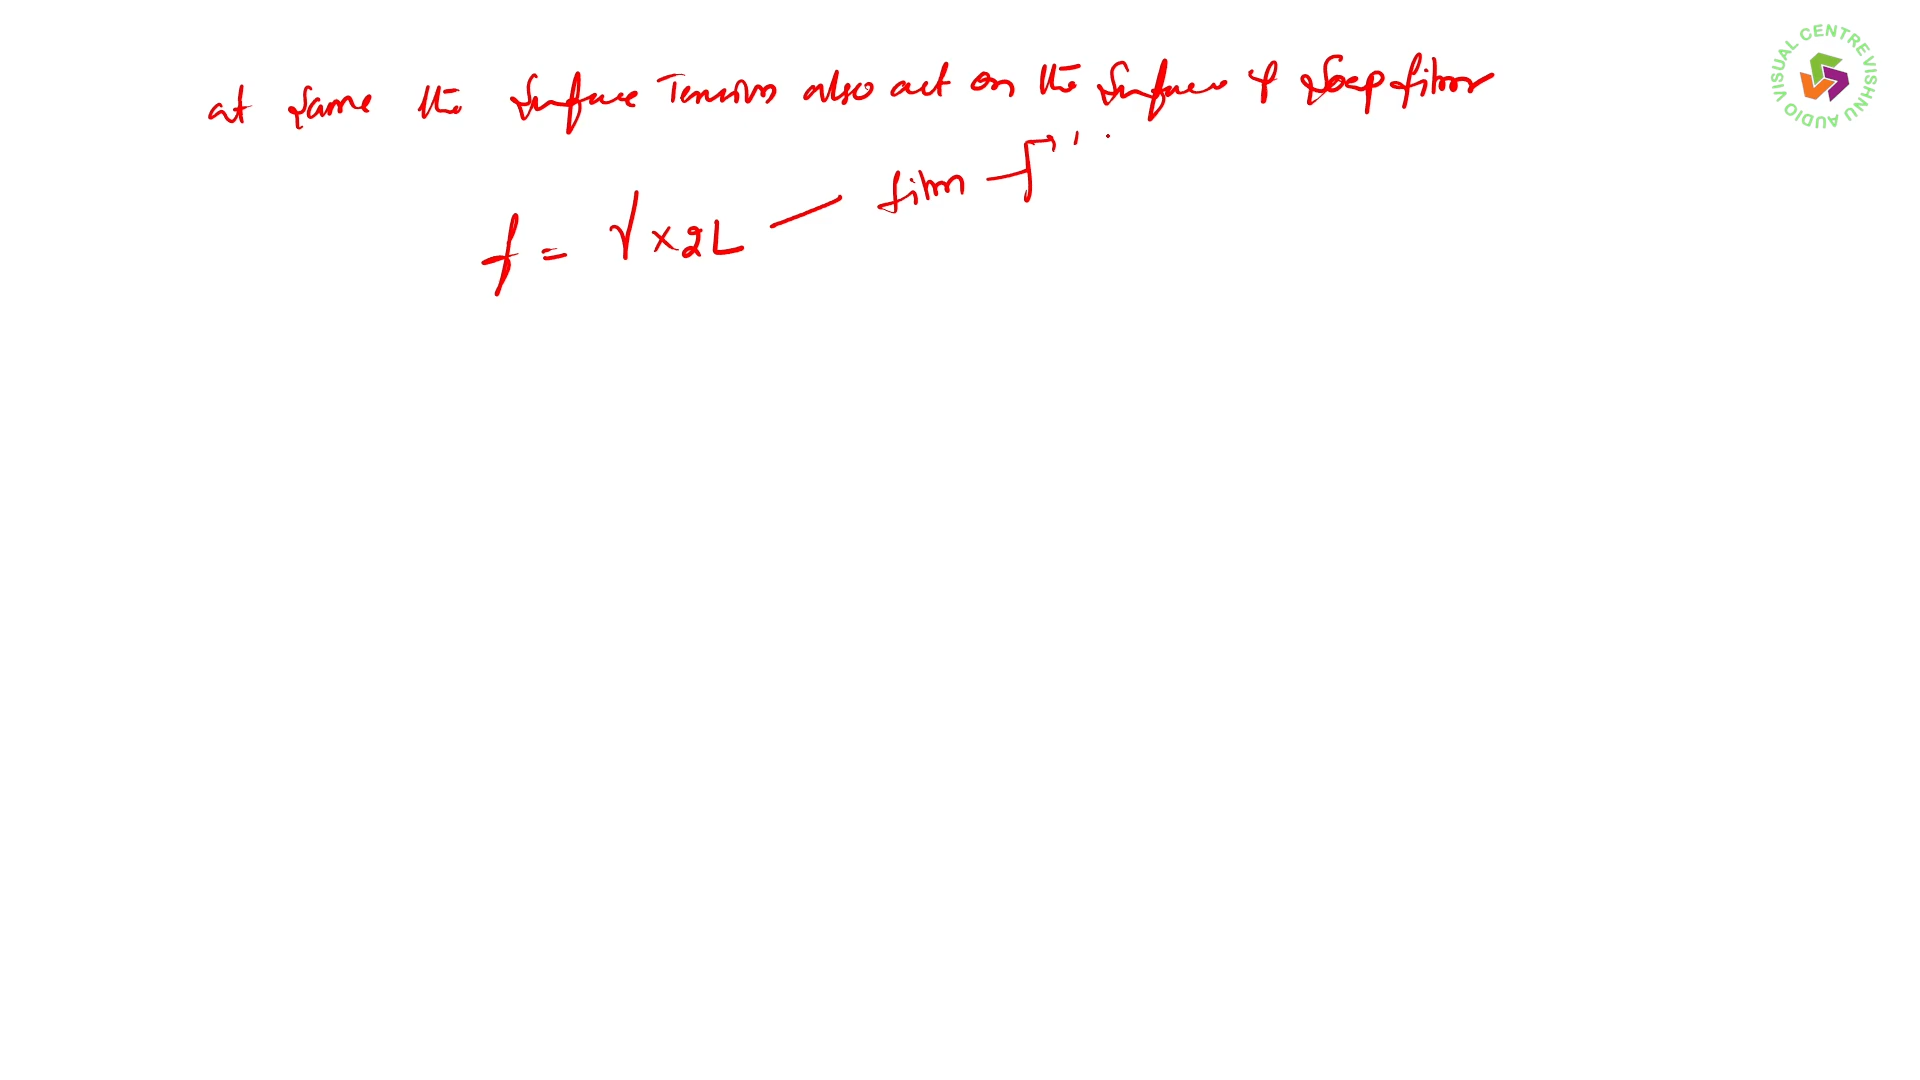 at same the surface Tension also act on the surface of soap film
f = γ × 2L — film
VISHNU AUDIO VISUAL CENTRE